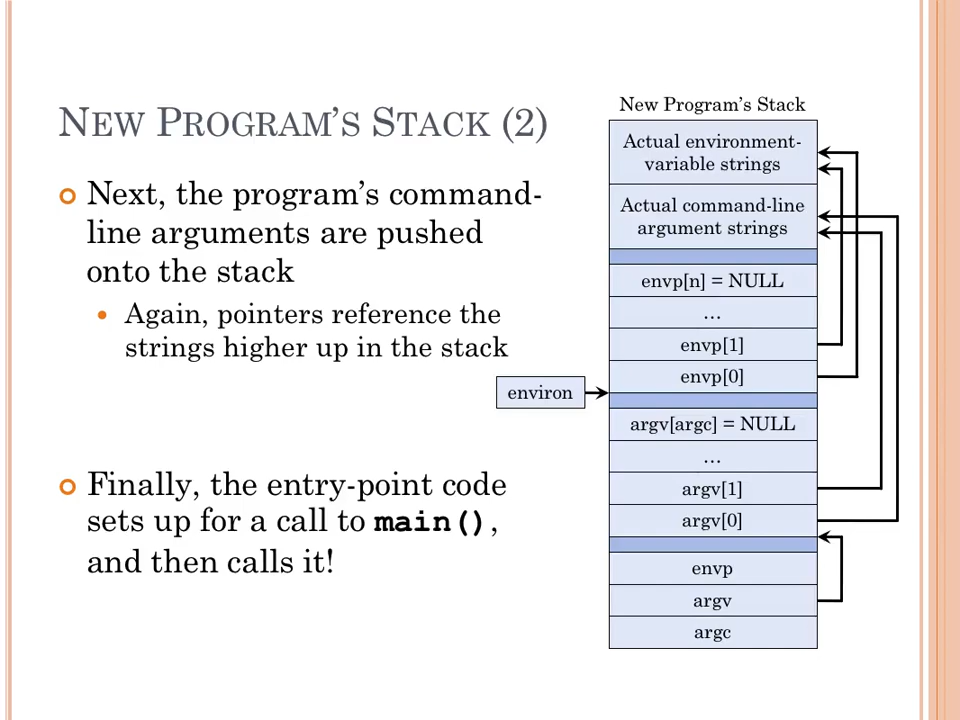 NEW PROGRAM'S STACK (2)
Next, the program's command-
line arguments are pushed
onto the stack
Again, pointers reference the
strings higher up in the stack
Finally, the entry-point code
sets up for a call to main(),
and then calls it!
New Program's Stack
Actual environment-
variable strings
Actual command-line
argument strings
envp[n] = NULL
...
envp[1]
envp[0]
environ
argv[argc] = NULL
...
argv[1]
argv[0]
envp
argv
argc